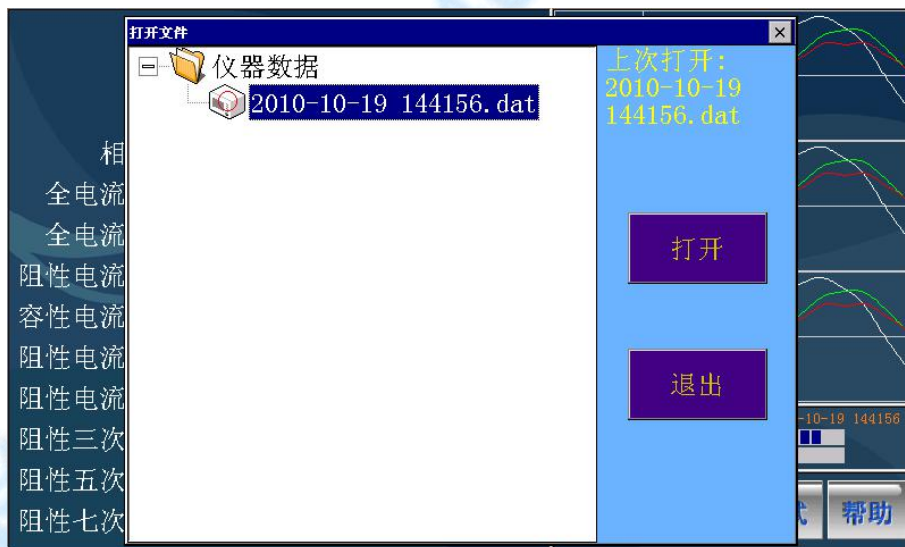 打开文件
仪器数据
2010-10-19 144156.dat
上次打开:
2010-10-19
144156.dat
打开
退出
相
全电流
全电流
阻性电流
容性电流
阻性电流
阻性电流
阻性三次
阻性五次
阻性七次
-10-19 144156
帮助